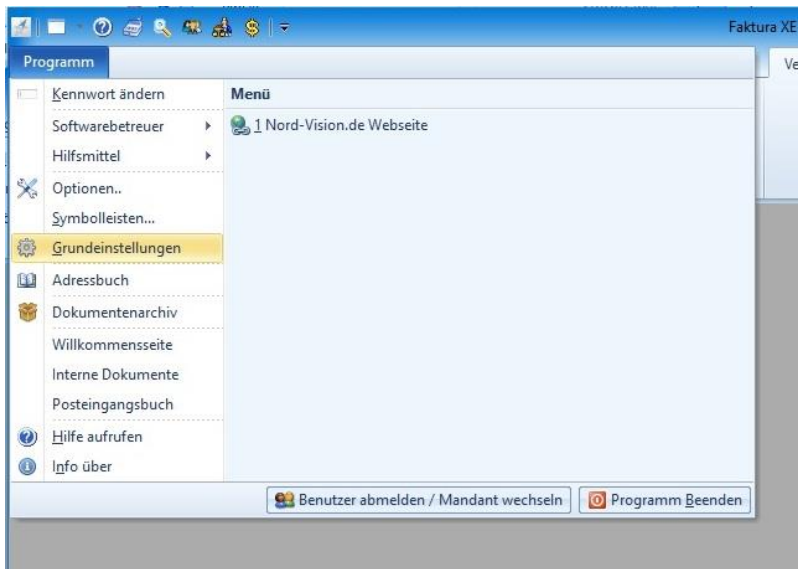 Faktura XE
Programm
Ve
Kennwort ändern
Softwarebetreuer
Hilfsmittel
Optionen..
Symbolleisten...
Grundeinstellungen
Adressbuch
Dokumentenarchiv
Willkommensseite
Interne Dokumente
Posteingangsbuch
Hilfe aufrufen
Info über
Menü
1 Nord-Vision.de Webseite
Benutzer abmelden / Mandant wechseln
Programm Beenden